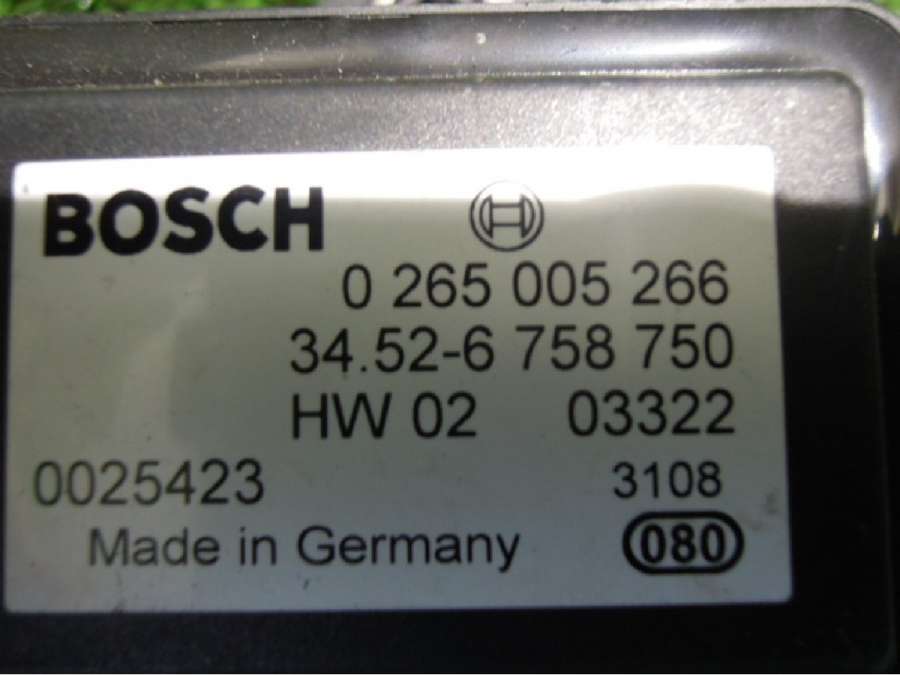 BOSCH
0 265 005 266
34.52-6 758 750
HW 02 03322
0025423 3108
Made in Germany 080